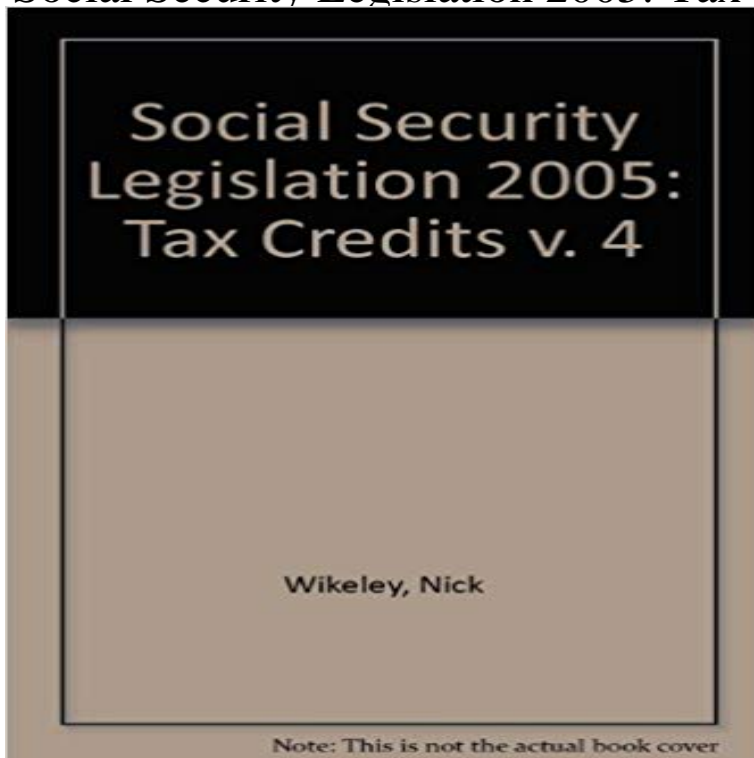 Social Security Legislation 2005: Tax
Social Security
Legislation 2005:
Tax Credits v. 4
Wikeley, Nick
Note: This is not the actual book cover